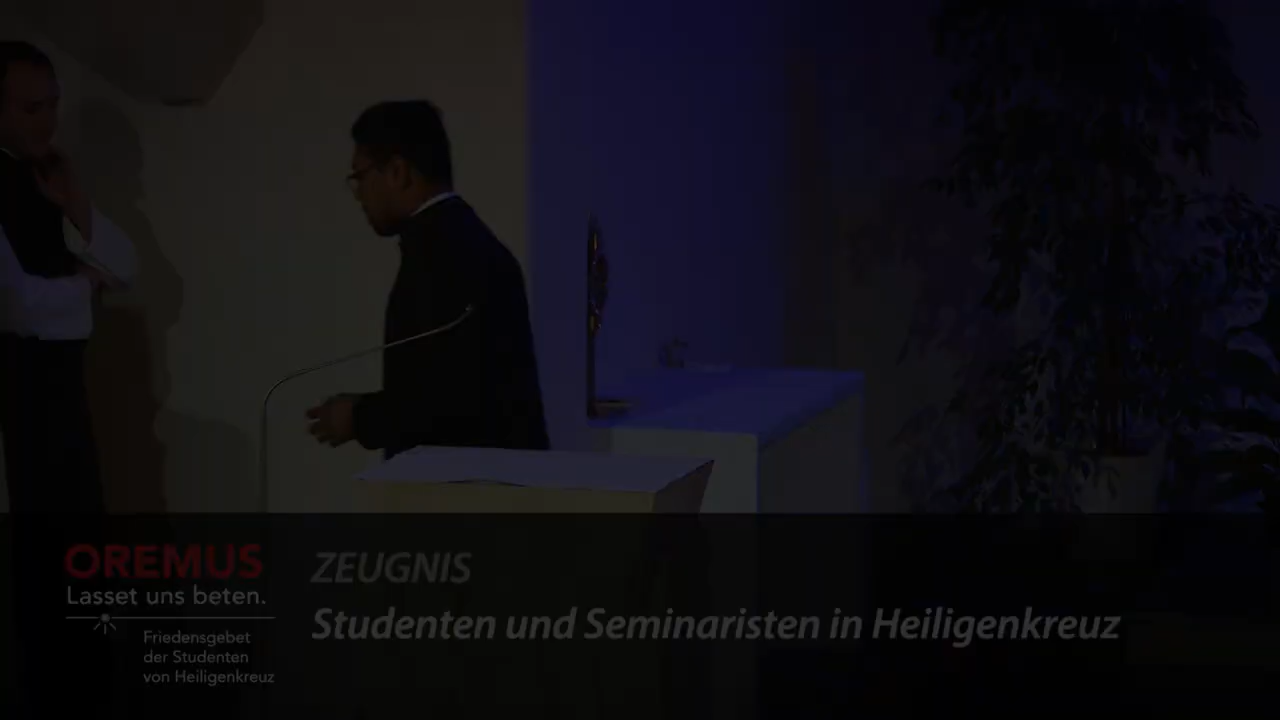 OREMUS
Lasset uns beten.
Friedensgebet
der Studenten
von Heiligenkreuz
ZEUGNIS
Studenten und Seminaristen in Heiligenkreuz